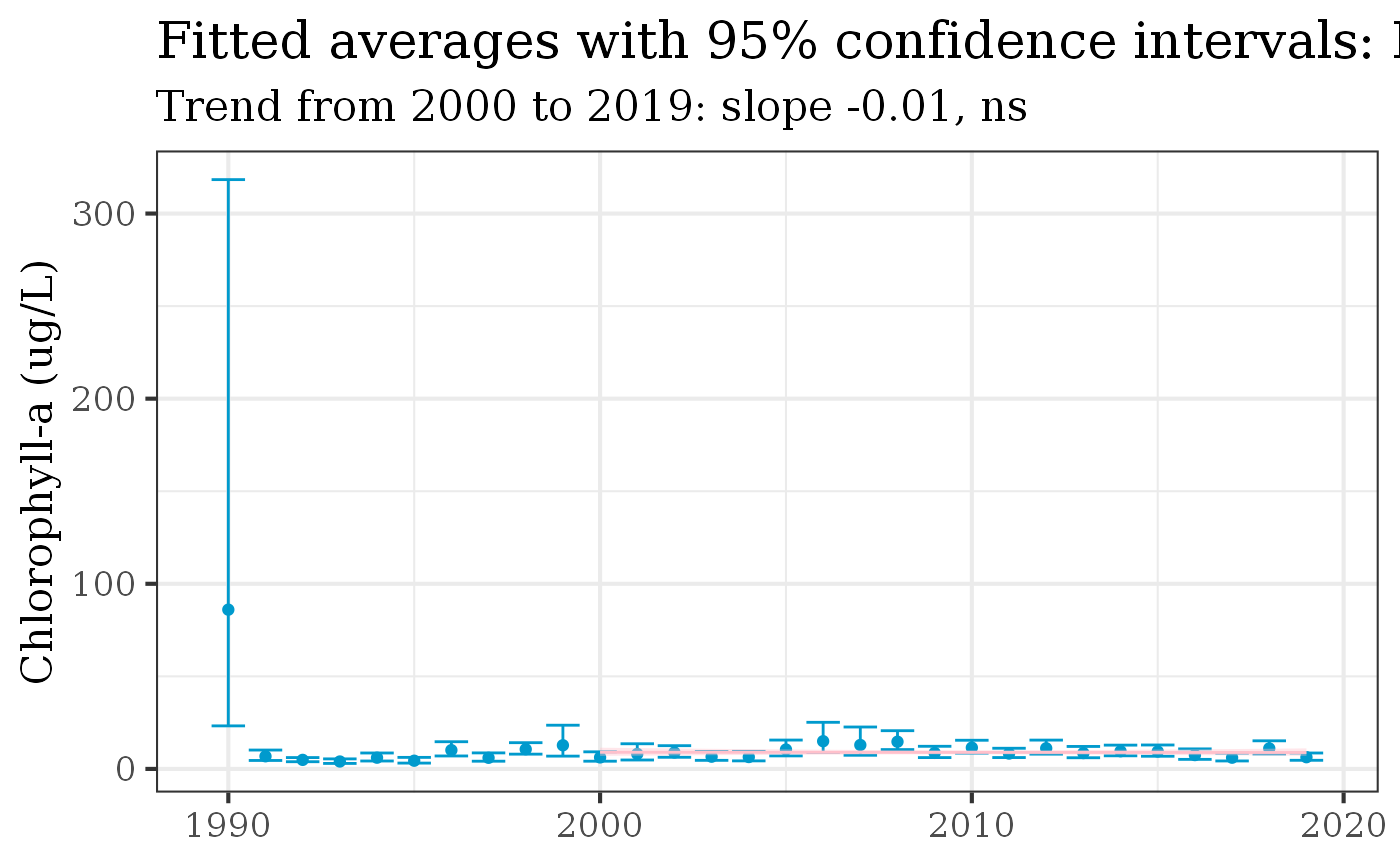 Fitted averages with 95% confidence intervals:
Trend from 2000 to 2019: slope -0.01, ns
Chlorophyll-a (ug/L)
300
200
100
0
1990
2000
2010
2020